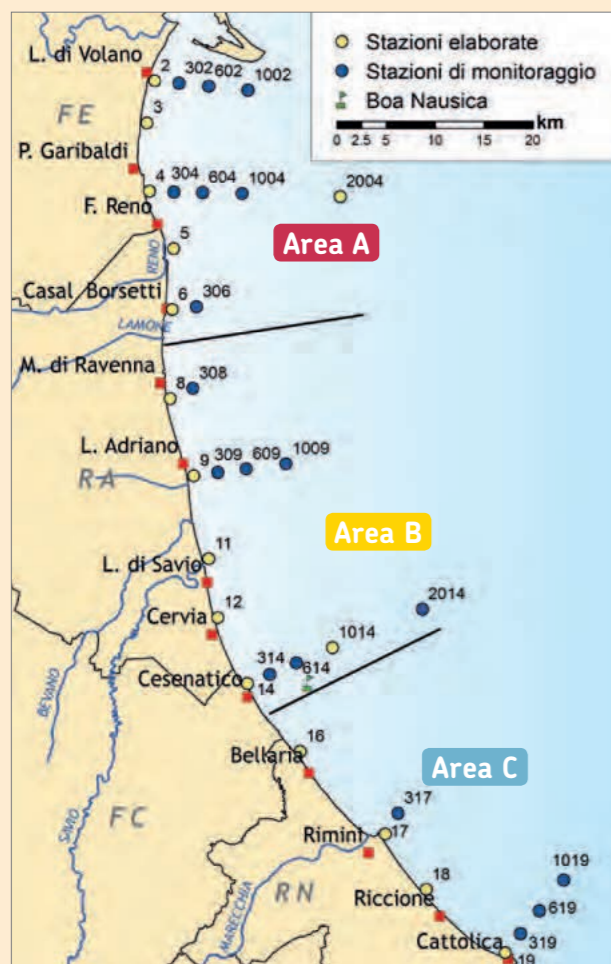 Stazioni elaborate
Stazioni di monitoraggio
Boa Nausica
km
0 2.5 5 10 15 20
L. di Volano
2 302 602 1002
FE
3
P. Garibaldi
4 304 604 1004 2004
F. Reno
5
Area A
RENO
Casal Borsetti
6 306
LAMONE
M. di Ravenna
8 308
L. Adriano
9 309 609 1009
RA
Area B
11
L. di Savio
12
Cervia
2014
1014
314 614
Cesenatico
14
BEVANO
16
Bellaria
Area C
SAVIO
FC
317
Rimini
17
1019
RN
18
MARECCHIA
Riccione
619
Cattolica
319
19